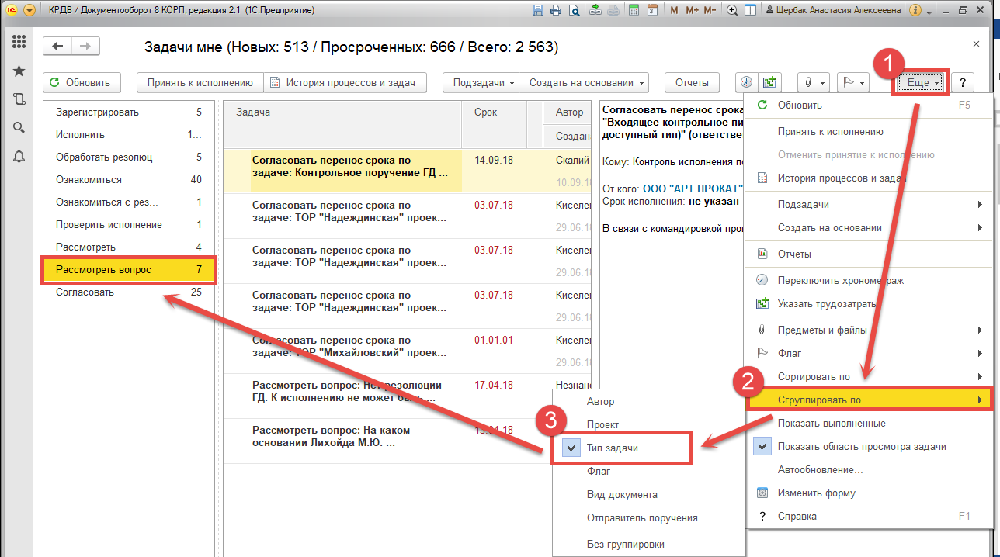 КРДВ / Документооборот 8 КОРП, редакция 2.1 (1С:Предприятие)
M M+ M-
Щербак Анастасия Алексеевна
Задачи мне (Новых: 513 / Просроченных: 666 / Всего: 2 563)
1
Обновить
Принять к исполнению
История процессов и задач
Подзадачи
Создать на основании
Отчеты
Еще
?
Зарегистрировать 5
Исполнить 1...
Обработать резолюц 5
Ознакомиться 40
Ознакомиться с рез... 1
Проверить исполнение 1
Рассмотреть 4
Рассмотреть вопрос 7
Согласовать 25
Задача Срок Автор
Создан
Согласовать перенос срока по
задаче: Контрольное поручение ГД ...
14.09.18 Скалий
10.09.18
Согласовать перенос срока по
задаче: ТОР "Надеждинская" проек...
03.07.18 Киселе
29.06.18
Согласовать перенос срока по
задаче: ТОР "Надеждинская" проек...
03.07.18 Киселе
29.06.18
Согласовать перенос срока по
задаче: ТОР "Надеждинская" проек...
03.07.18 Киселе
29.06.18
Согласовать перенос срока по
задаче: ТОР "Михайловский" проек...
01.01.01 Киселе
29.06.18
Рассмотреть вопрос: Нет резолюции
ГД. К исполнению не может быть ...
17.04.18 Незнан
Рассмотреть вопрос: На каком
основании Лихойда М.Ю. ...
Согласовать перенос срока
"Входящее контрольное пи
доступный тип)" (ответстве
Кому: Контроль исполнения по
От кого: ООО "АРТ ПРОКАТ"
Срок исполнения: не указан
В связи с командировкой про
Обновить F5
Принять к исполнению
Отменить принятие к исполнению
История процессов и задач
Подзадачи
Создать на основании
Отчеты
Переключить хронометраж
Указать трудозатраты
Предметы и файлы
Флаг
Сортировать по
2
Сгруппировать по
Показать выполненные
Показать область просмотра задачи
Автообновление...
Изменить форму...
? Справка F1
3
Автор
Проект
Тип задачи
Флаг
Вид документа
Отправитель поручения
Без группировки